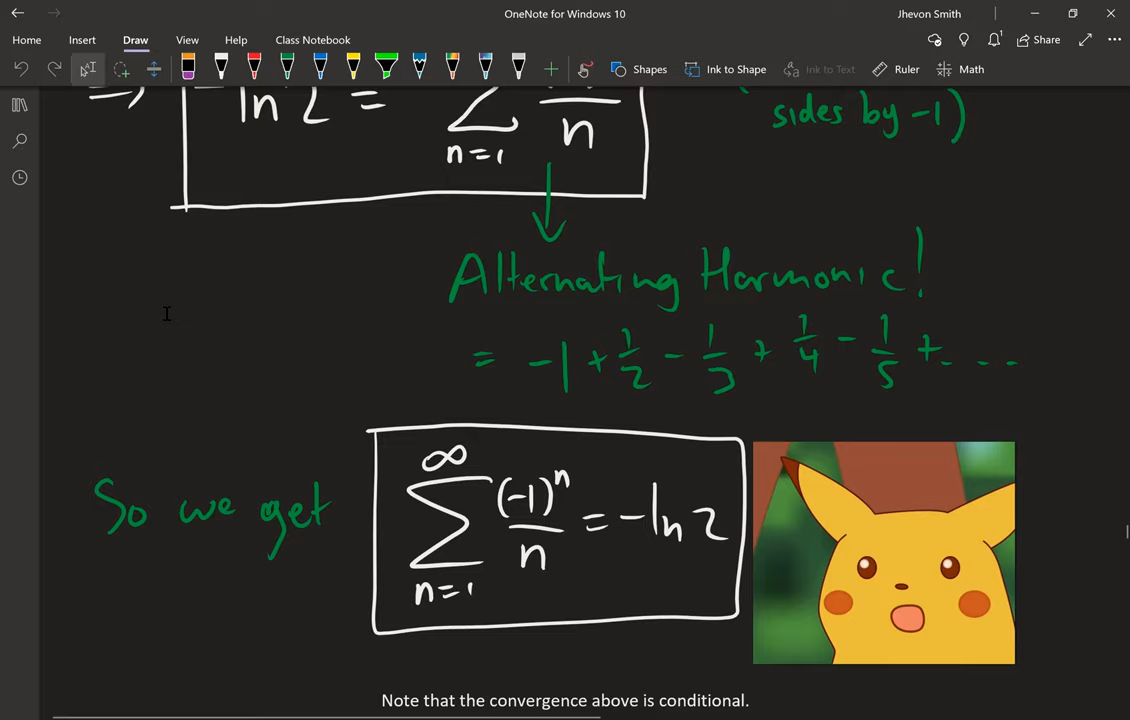 OneNote for Windows 10
Jhevon Smith
Home Insert Draw View Help Class Notebook
Share
Shapes Ink to Shape Ink to Text Ruler Math
⇒ -ln 2 = ∑ n=1 n
sides by -1)
Alternating Harmonic!
= -1 + 1/2 - 1/3 + 1/4 - 1/5 + - - - -
So we get ∑ n=1 ∞ (-1)^n / n = -ln 2
Note that the convergence above is conditional.